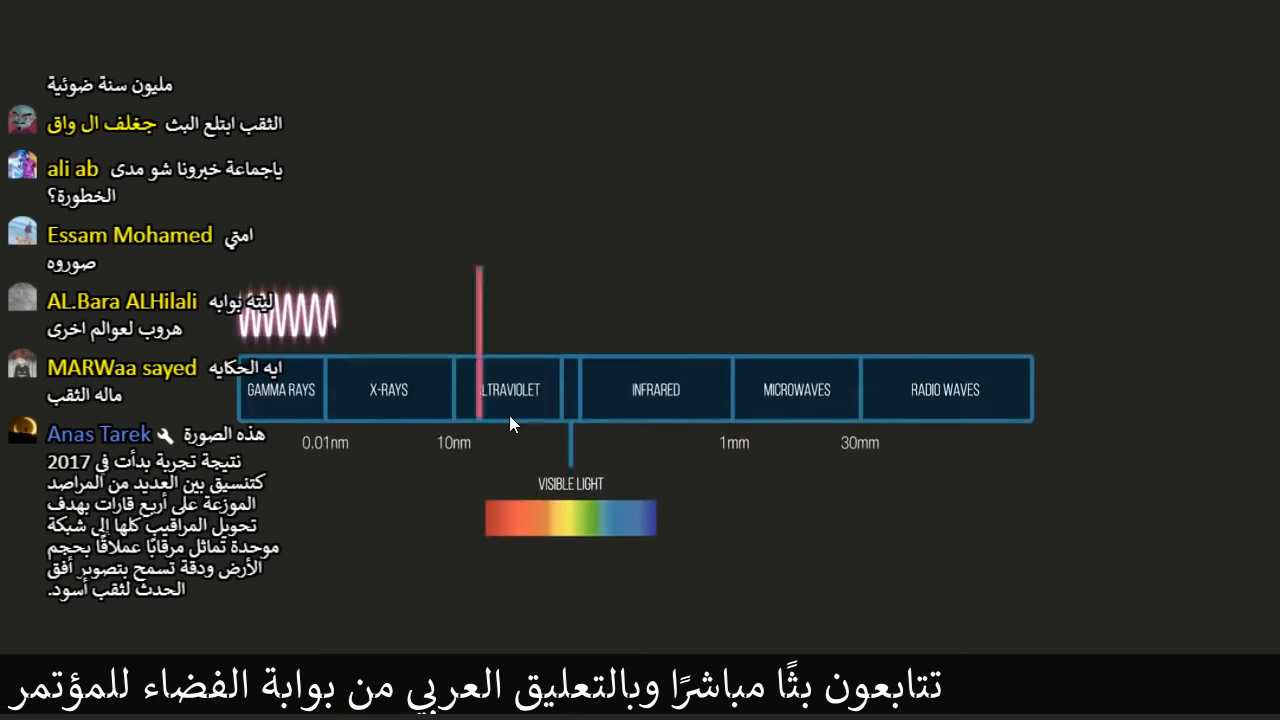 مليون سنة ضوئية
جغلف ال واق الثقب ابتلع البث
ali ab ياجماعة خبرونا شو مدى
الخطورة؟
Essam Mohamed امتي
صوروه
AL.Bara ALHilali ليته بوابه
هروب لعوالم اخرى
MARWaa sayed ايه الحكايه
ماله الثقب
Anas Tarek هذه الصورة
نتيجة تجربة بدأت في 2017
كتنسيق بين العديد من المراصد
الموزعة على أربع قارات بهدف
تحويل المراقيب كلها إلى شبكة
موحدة تماثل مرقابًا عملاقًا بحجم
الأرض ودقة تسمح بتصوير أفق
الحدث لثقب أسود.
GAMMA RAYS X-RAYS LTRAVIOLET INFRARED MICROWAVES RADIO WAVES
0.01nm 10nm 1mm 30mm
VISIBLE LIGHT
تتابعون بثًا مباشرًا وبالتعليق العربي من بوابة الفضاء للمؤتمر